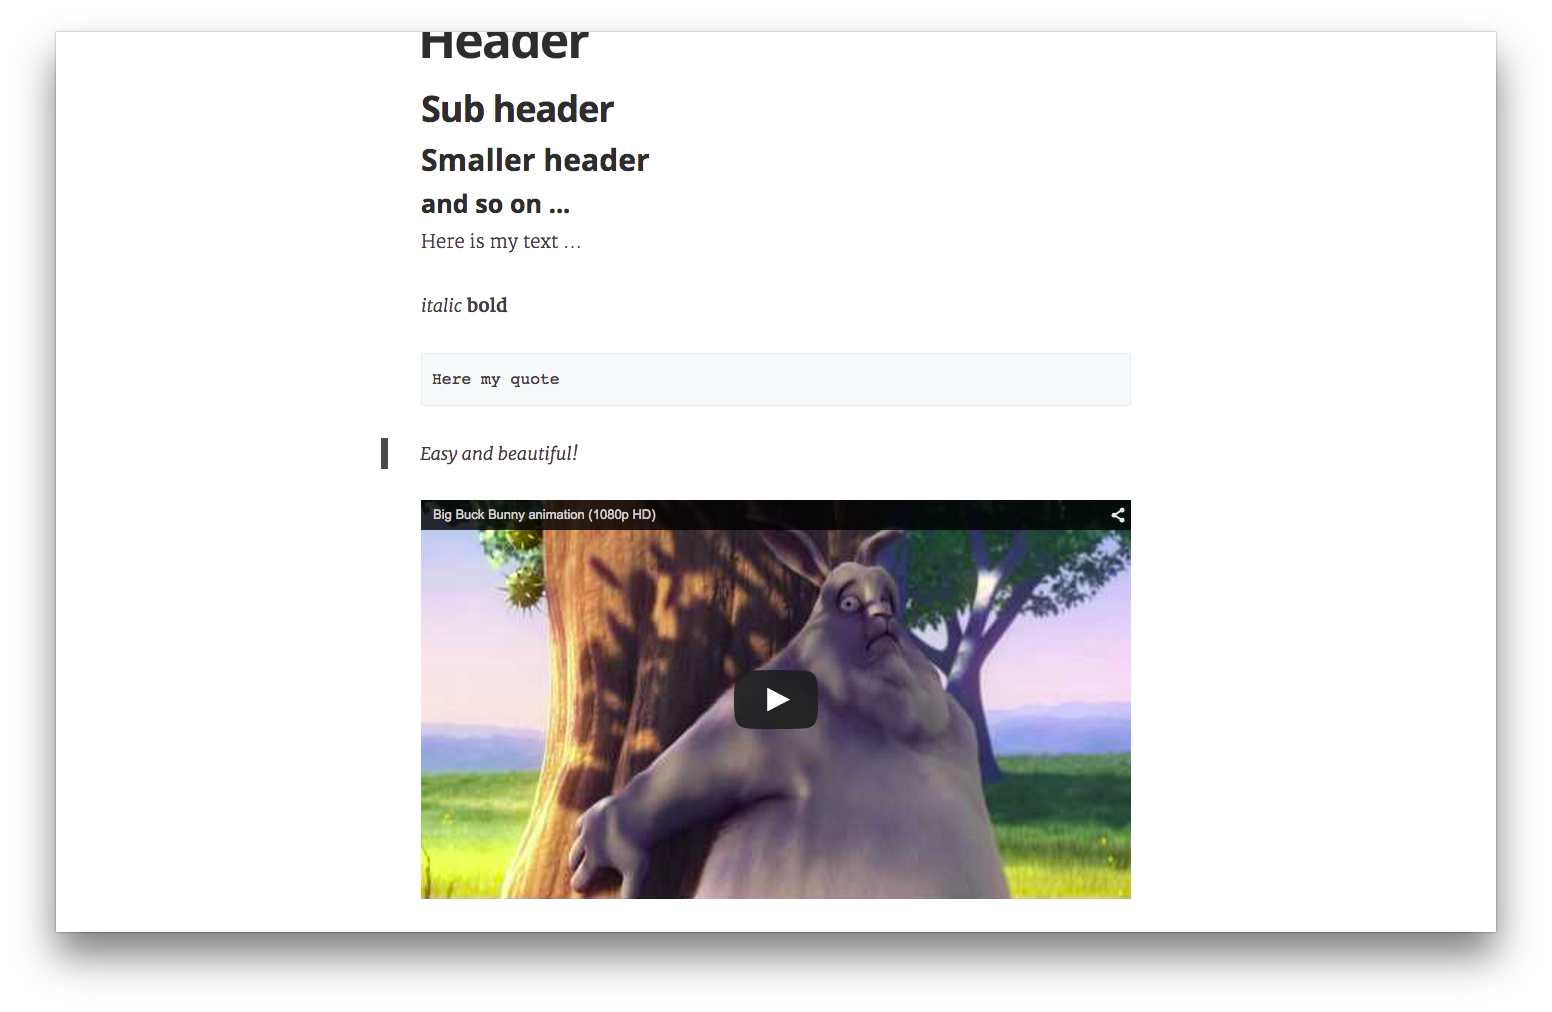 Header
Sub header
Smaller header
and so on ...
Here is my text ...
italic bold
Here my quote
Easy and beautiful!
Big Buck Bunny animation (1080p HD)